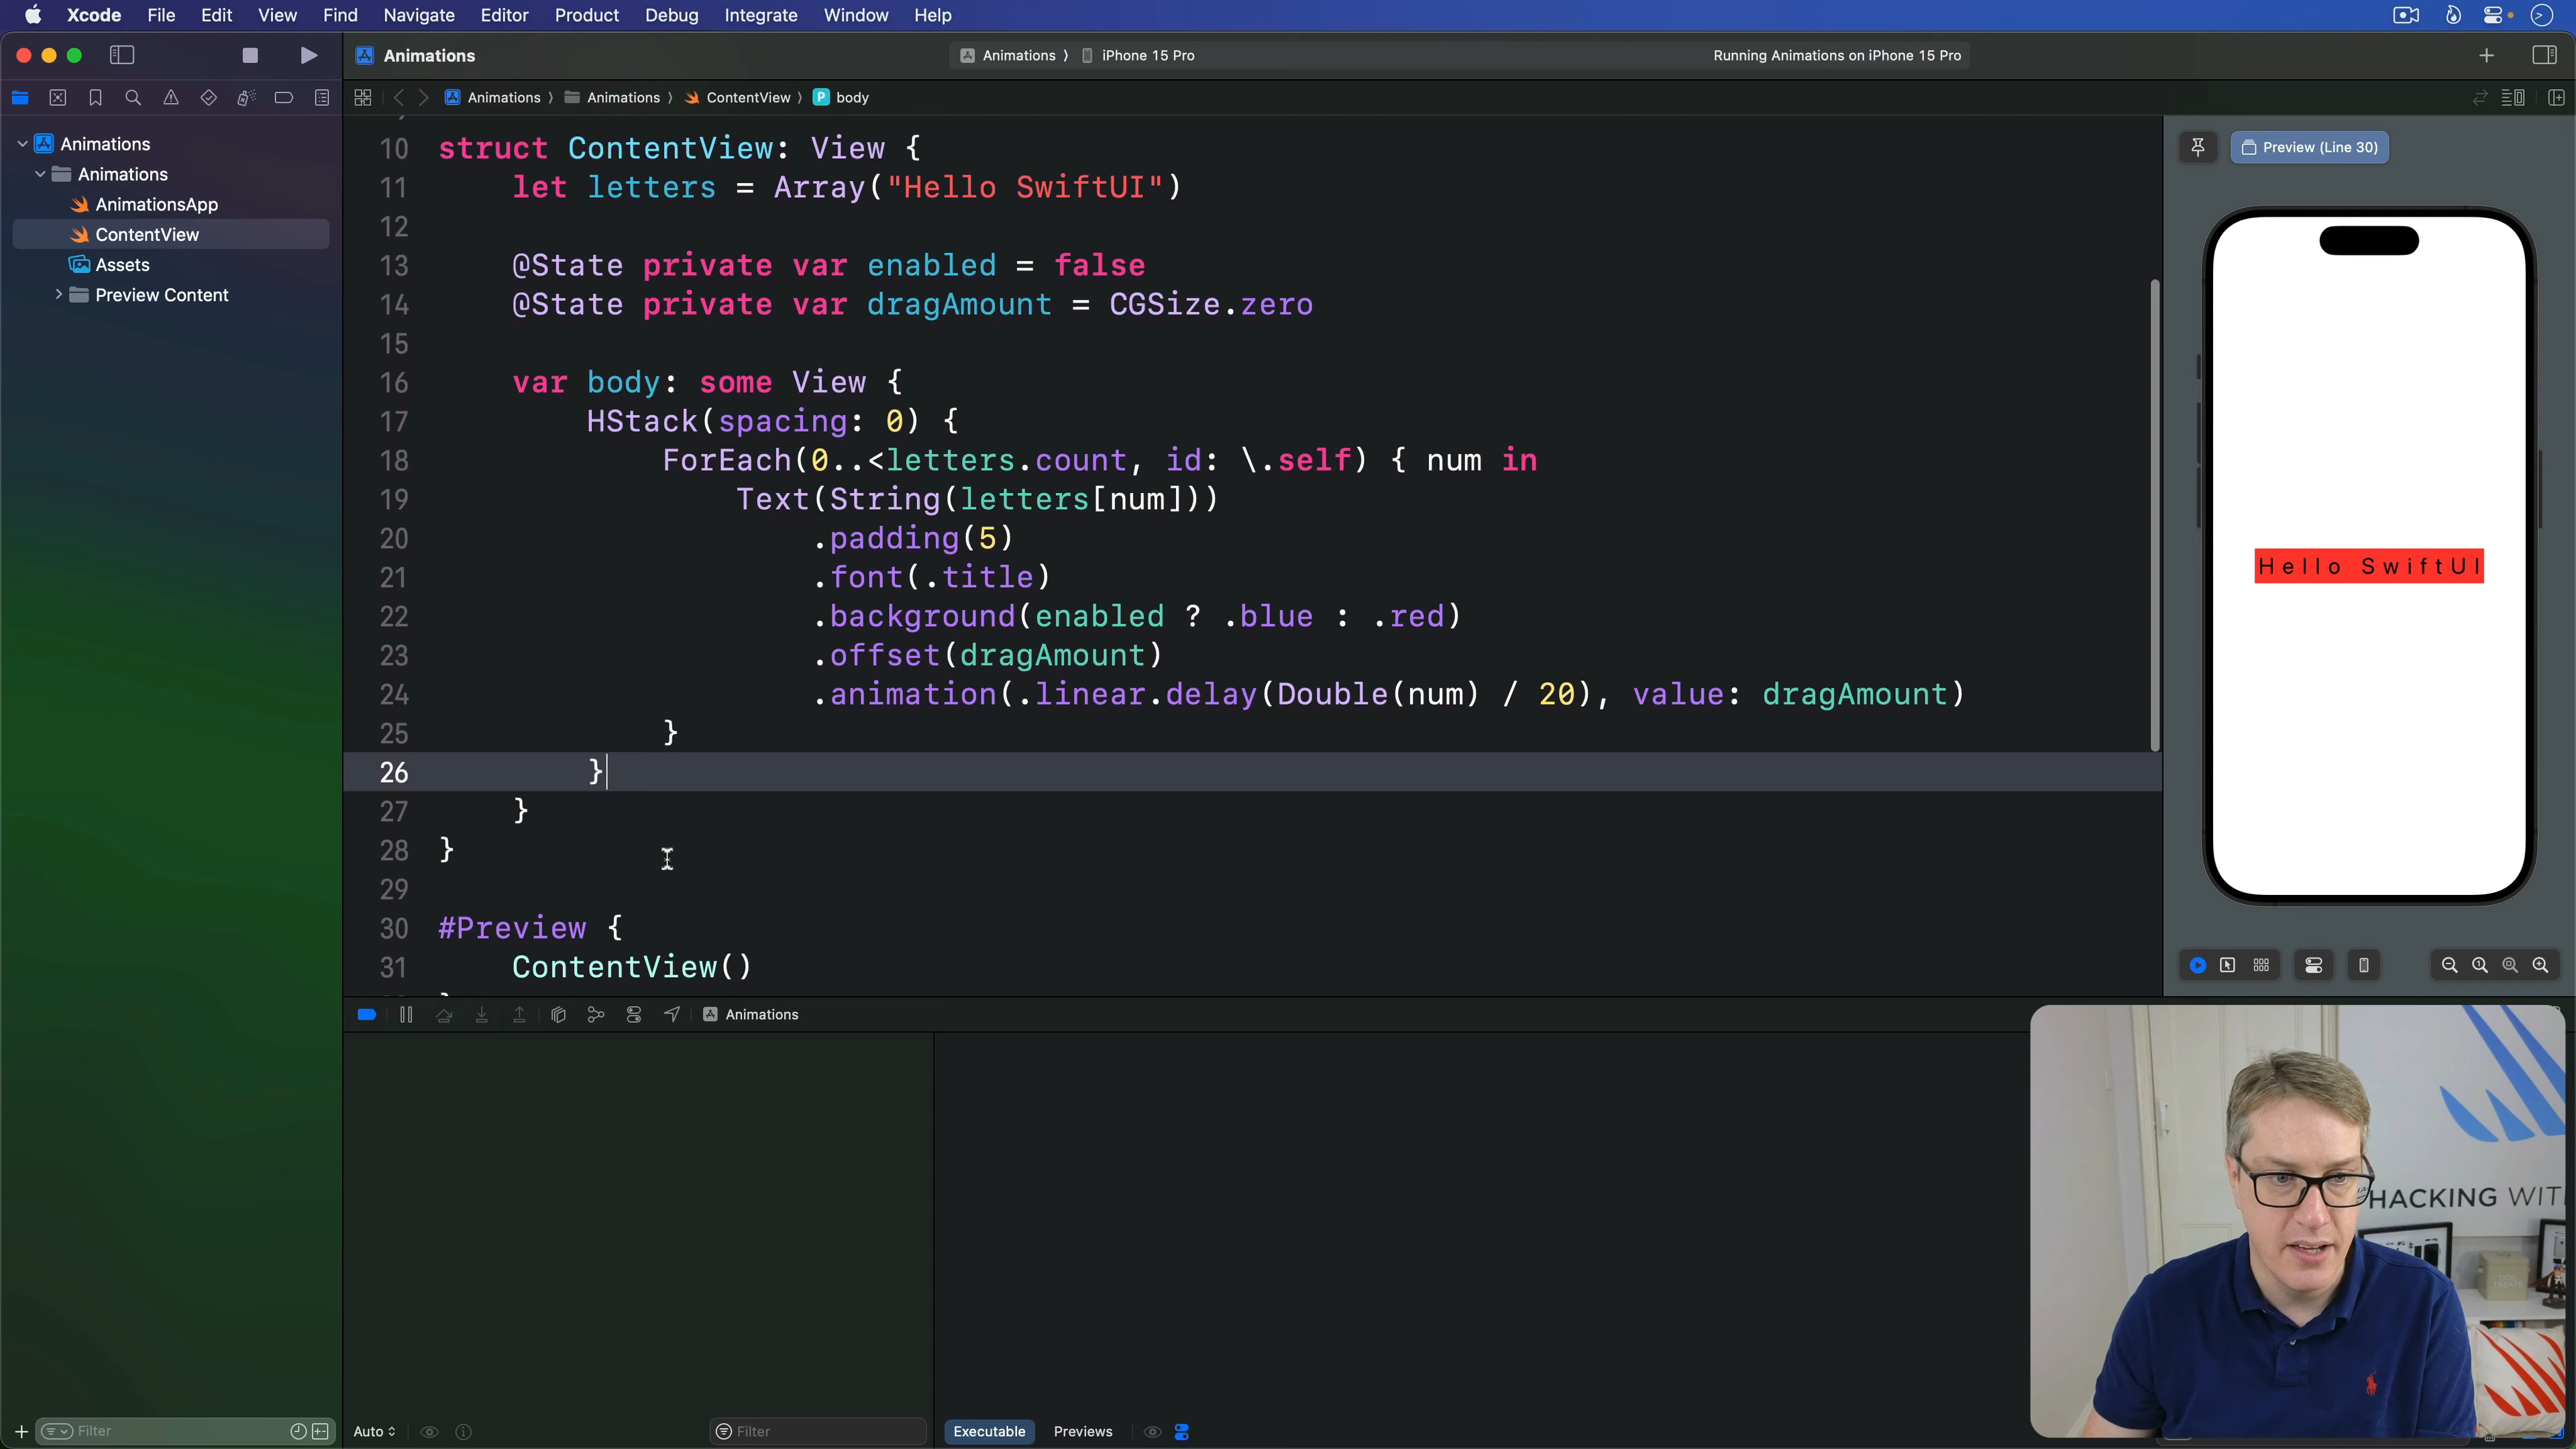 Xcode File Edit View Find Navigate Editor Product Debug Integrate Window Help
Animations
Animations
iPhone 15 Pro
Running Animations on iPhone 15 Pro
Animations
Animations
ContentView
body
Animations
Animations
AnimationsApp
ContentView
Assets
Preview Content
10 struct ContentView: View {
11 let letters = Array("Hello SwiftUI")
12
13 @State private var enabled = false
14 @State private var dragAmount = CGSize.zero
15
16 var body: some View {
17 HStack(spacing: 0) {
18 ForEach(0..<letters.count, id: \.self) { num in
19 Text(String(letters[num]))
20 .padding(5)
21 .font(.title)
22 .background(enabled ? .blue : .red)
23 .offset(dragAmount)
24 .animation(.linear.delay(Double(num) / 20), value: dragAmount)
25 }
26 }
27 }
28 }
29
30 #Preview {
31 ContentView()
Preview (Line 30)
Hello SwiftUI
Animations
HACKING WIT
Filter
Auto
Filter
Executable
Previews